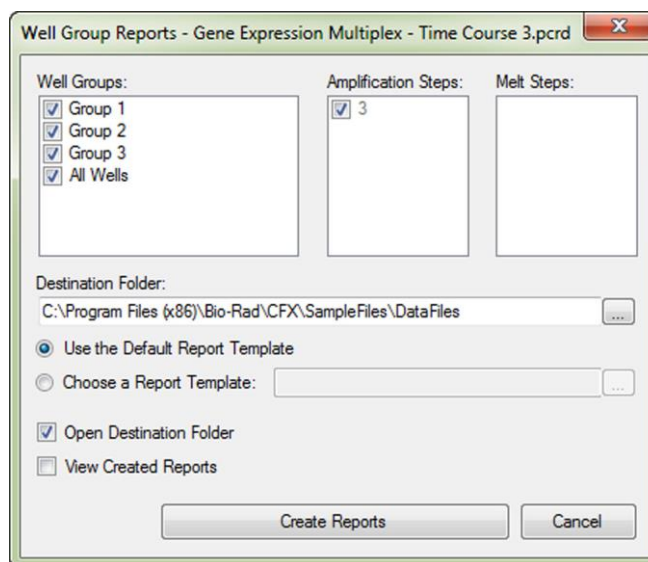 Well Group Reports - Gene Expression Multiplex - Time Course 3.pcrd
Well Groups:
Group 1
Group 2
Group 3
All Wells
Amplification Steps:
3
Melt Steps:
Destination Folder:
C:\Program Files (x86)\Bio-Rad\CFX\SampleFiles\DataFiles
...
Use the Default Report Template
Choose a Report Template:
...
Open Destination Folder
View Created Reports
Create Reports
Cancel